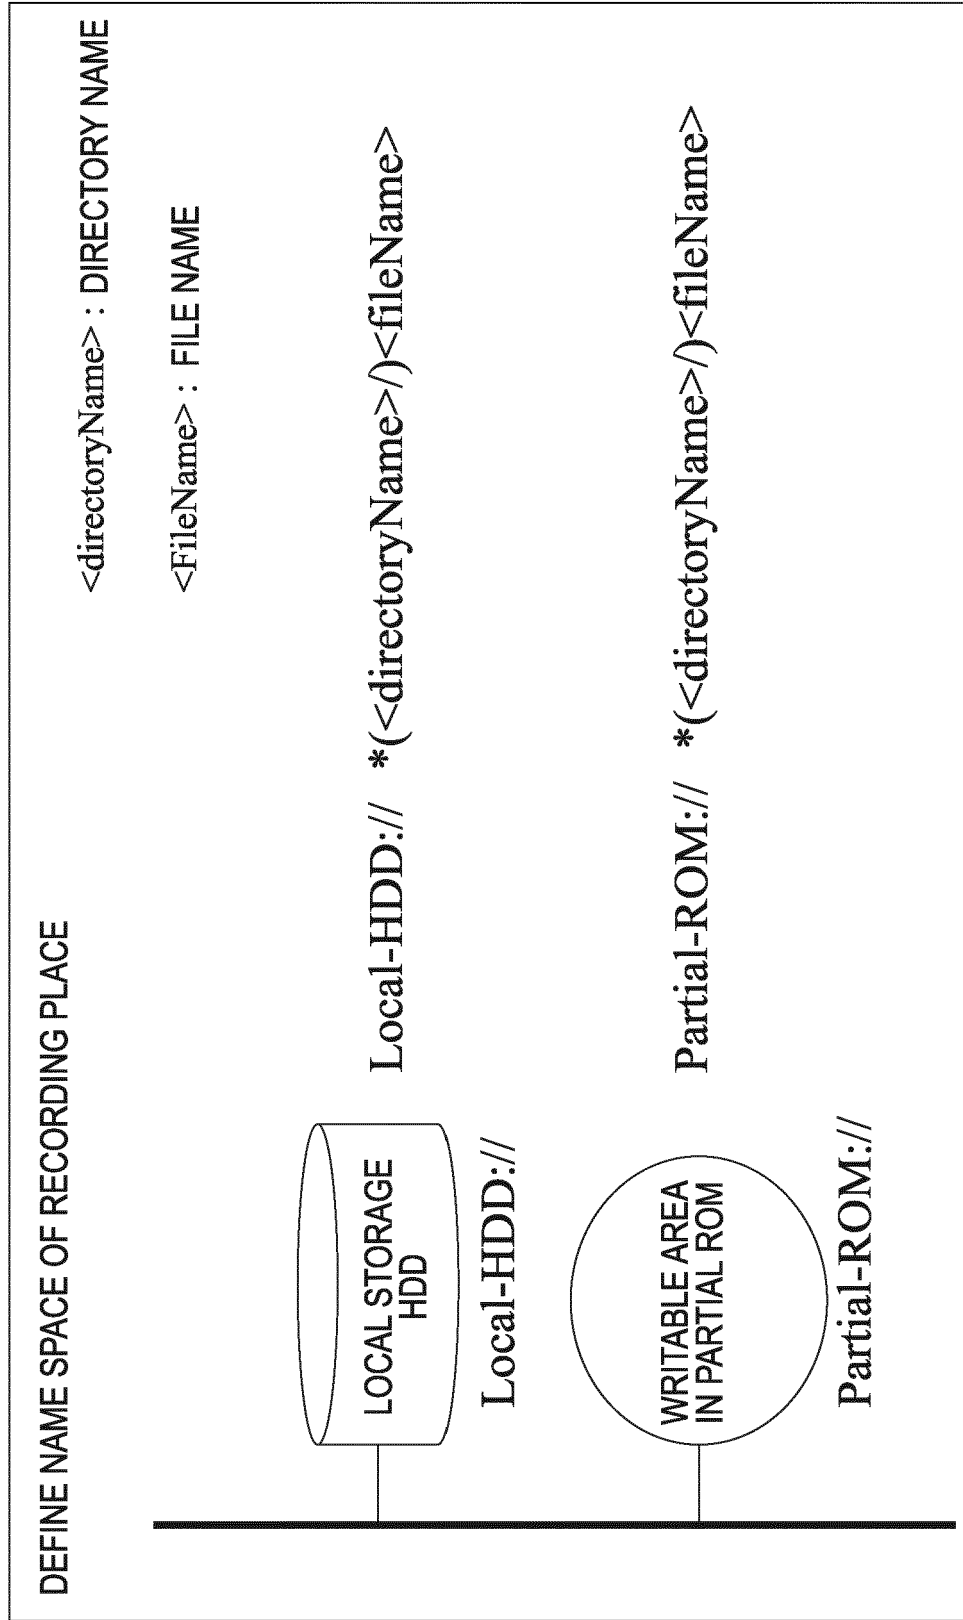 DEFINE NAME SPACE OF RECORDING PLACE
<directoryName> : DIRECTORY NAME
<FileName> : FILE NAME
LOCAL STORAGE
HDD
Local-HDD://
Local-HDD:// *(<directoryName>/)<fileName>
WRITABLE AREA
IN PARTIAL ROM
Partial-ROM://
Partial-ROM:// *(<directoryName>/)<fileName>